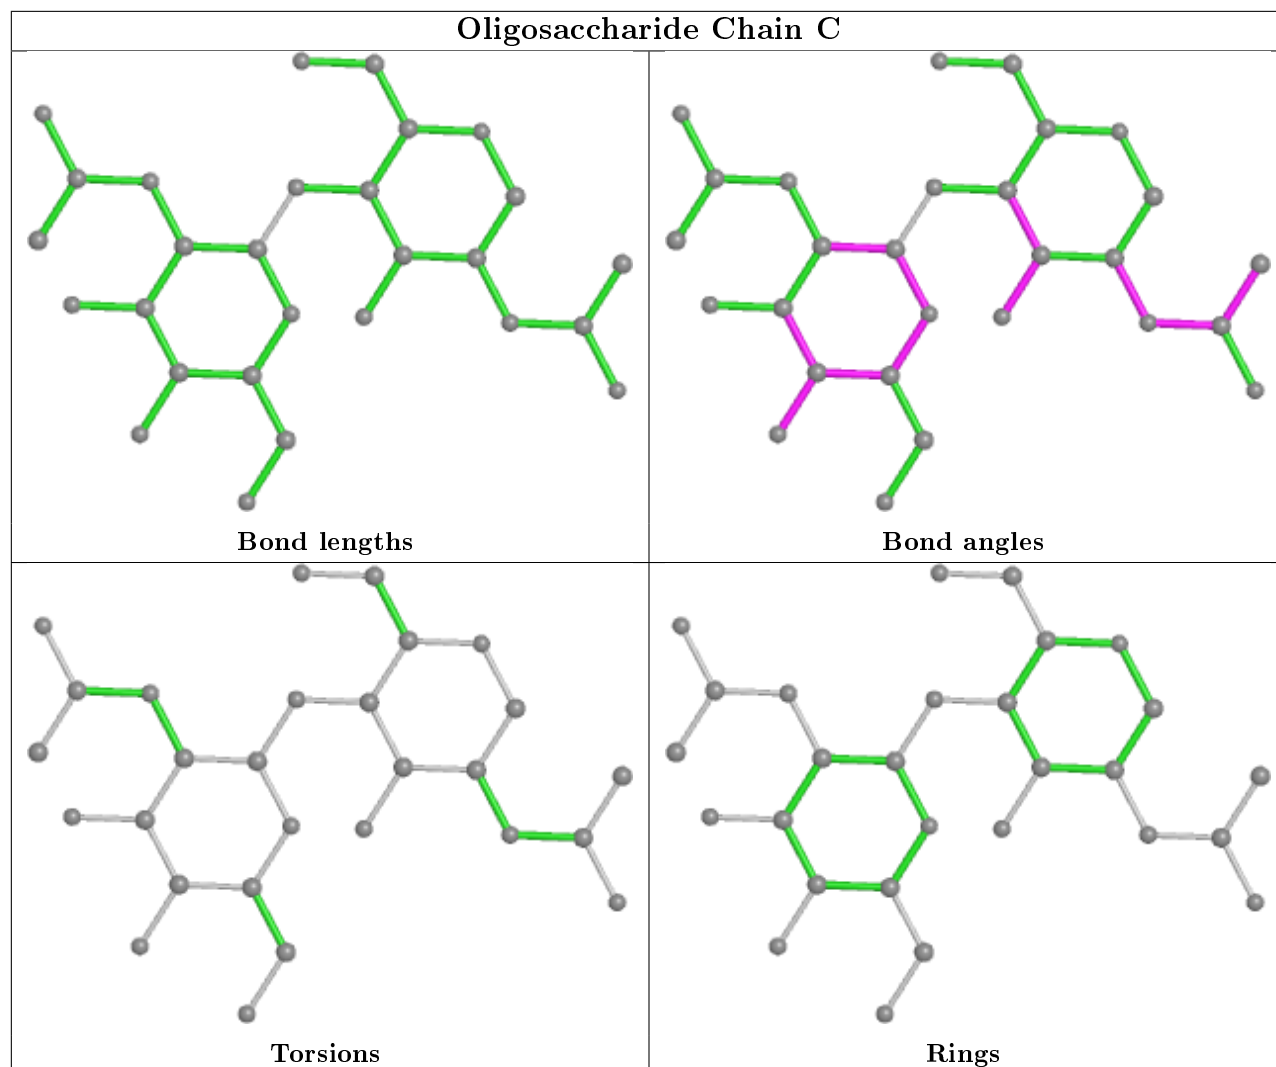 Oligosaccharide Chain C
Bond lengths
Bond angles
Torsions
Rings